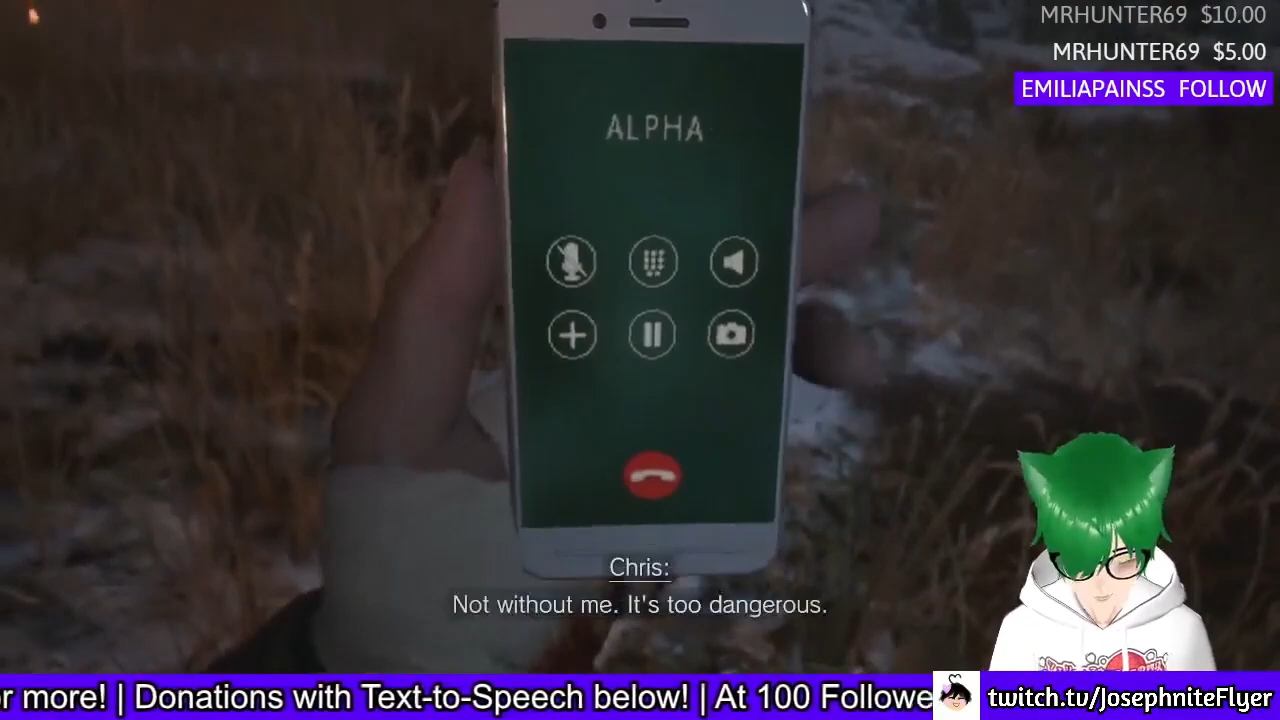 MRHUNTER69 $10.00
MRHUNTER69 $5.00
EMILIAPAINSS FOLLOW
ALPHA
Chris:
Not without me. It's too dangerous.
or more! | Donations with Text-to-Speech below! | At 100 Followe
twitch.tv/JosephniteFlyer